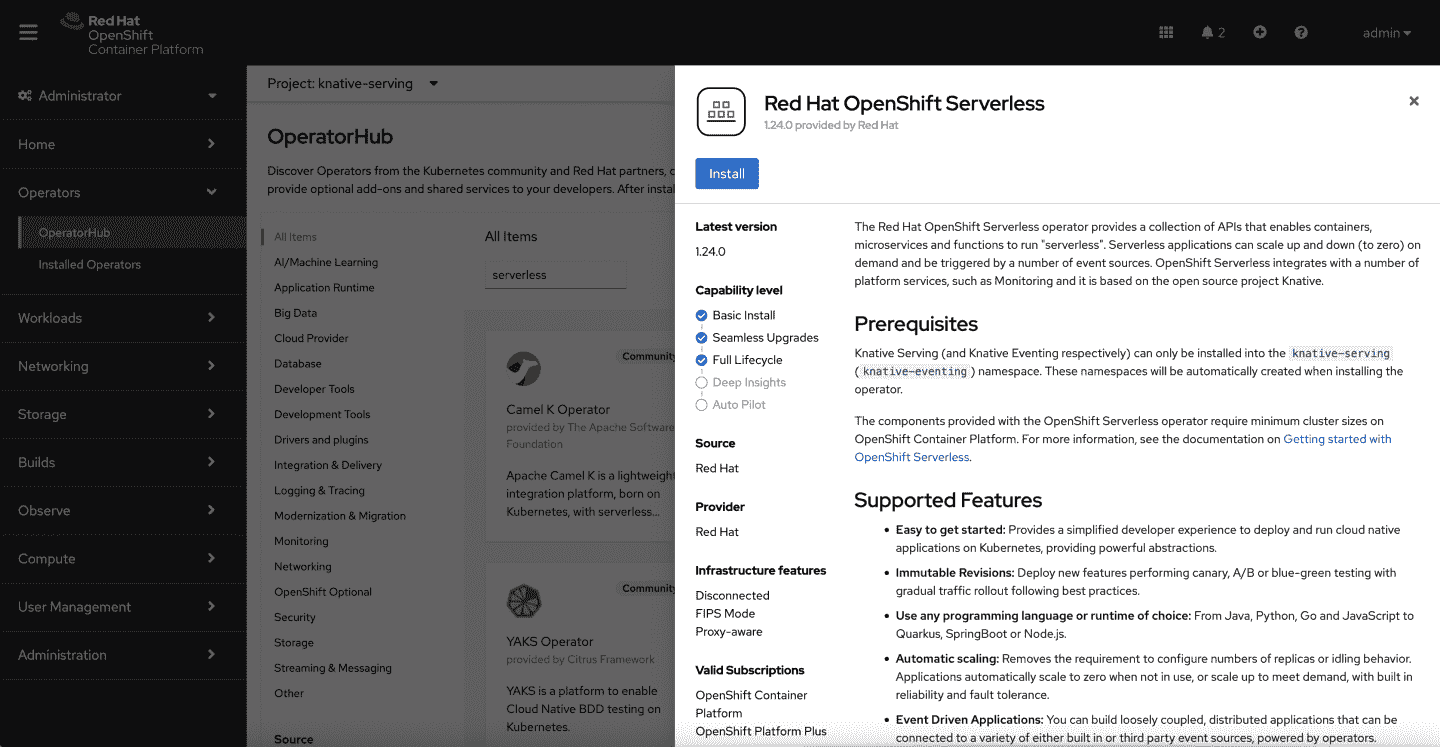 Red Hat
OpenShift
Container Platform
2
admin
Administrator
Home
Operators
OperatorHub
Installed Operators
Workloads
Networking
Storage
Builds
Observe
Compute
User Management
Administration
Project: knative-serving
OperatorHub
Discover Operators from the Kubernetes community and Red Hat partners,
provide optional add-ons and shared services to your developers. After
All Items
AI/Machine Learning
Application Runtime
Big Data
Cloud Provider
Database
Developer Tools
Development Tools
Drivers and plugins
Integration & Delivery
Logging & Tracing
Modernization & Migration
Monitoring
Networking
OpenShift Optional
Security
Storage
Streaming & Messaging
Other
Source
All Items
serverless
Community
Camel K Operator
provided by The Apache Software
Foundation
Apache Camel K is a lightweight
integration platform, born on
Kubernetes, with serverless...
Community
YAKS Operator
provided by Citrus Framework
YAKS is a platform to enable
Cloud Native BDD testing on
Kubernetes.
Red Hat OpenShift Serverless
1.24.0 provided by Red Hat
Install
Latest version
1.24.0
Capability level
Basic Install
Seamless Upgrades
Full Lifecycle
Deep Insights
Auto Pilot
Source
Red Hat
Provider
Red Hat
Infrastructure features
Disconnected
FIPS Mode
Proxy-aware
Valid Subscriptions
OpenShift Container
Platform
OpenShift Platform Plus
The Red Hat OpenShift Serverless operator provides a collection of APIs that enables containers,
microservices and functions to run "serverless". Serverless applications can scale up and down (to zero) on
demand and be triggered by a number of event sources. OpenShift Serverless integrates with a number of
platform services, such as Monitoring and it is based on the open source project Knative.
Prerequisites
Knative Serving (and Knative Eventing respectively) can only be installed into the knative-serving
( knative-eventing ) namespace. These namespaces will be automatically created when installing the
operator.
The components provided with the OpenShift Serverless operator require minimum cluster sizes on
OpenShift Container Platform. For more information, see the documentation on Getting started with
OpenShift Serverless.
Supported Features
• Easy to get started: Provides a simplified developer experience to deploy and run cloud native
applications on Kubernetes, providing powerful abstractions.
• Immutable Revisions: Deploy new features performing canary, A/B or blue-green testing with
gradual traffic rollout following best practices.
• Use any programming language or runtime of choice: From Java, Python, Go and JavaScript to
Quarkus, SpringBoot or Node.js.
• Automatic scaling: Removes the requirement to configure numbers of replicas or idling behavior.
Applications automatically scale to zero when not in use, or scale up to meet demand, with built in
reliability and fault tolerance.
• Event Driven Applications: You can build loosely coupled, distributed applications that can be
connected to a variety of either built in or third party event sources, powered by operators.